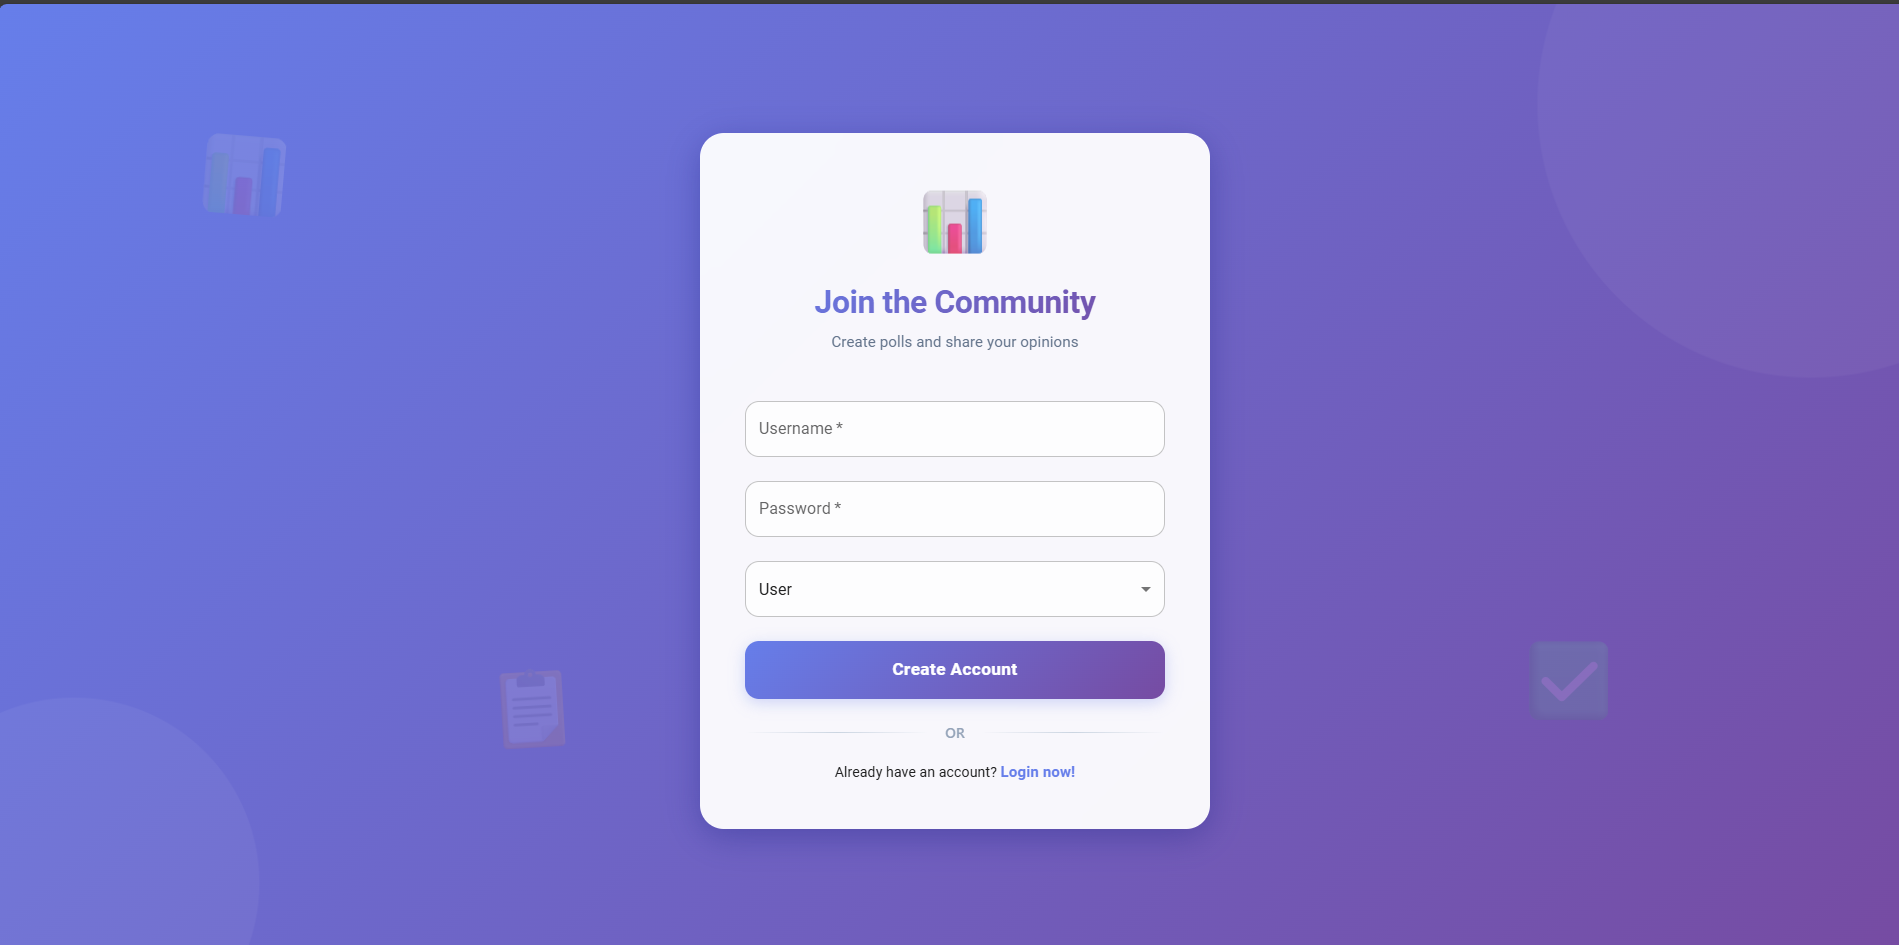 Join the Community
Create polls and share your opinions
Username *
Password *
User
Create Account
OR
Already have an account? Login now!